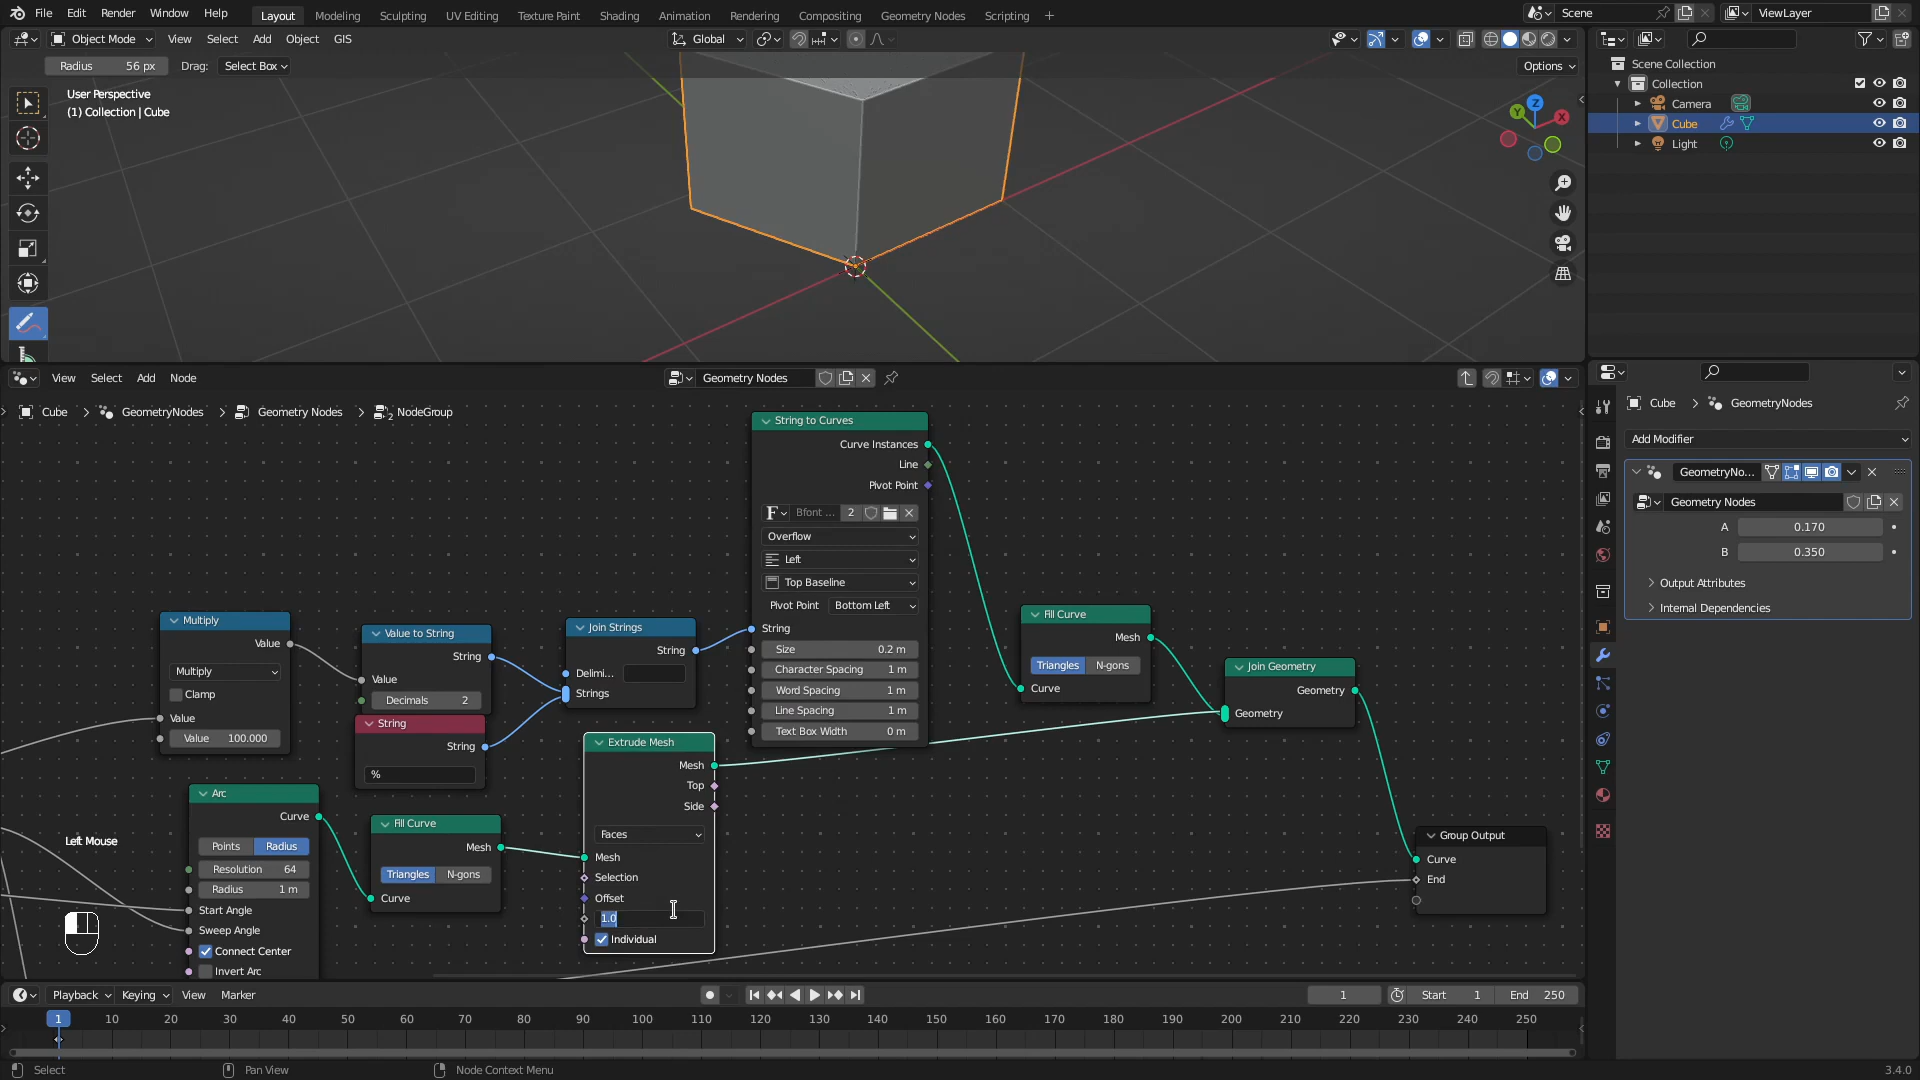 File Edit Render Window Help Layout Modeling Sculpting UV Editing Texture Paint Shading Animation Rendering Compositing Geometry Nodes Scripting + Scene ViewLayer
Object Mode View Select Add Object GIS Global
Radius 56 px Drag: Select Box Options
User Perspective
(1) Collection | Cube
Z
Y
X
Scene Collection
Collection
Camera
Cube
Light
View Select Add Node Geometry Nodes
Cube > GeometryNodes > Geometry Nodes > NodeGroup
2
String to Curves
Curve Instances
Line
Pivot Point
F Bfont ... 2
Overflow
Left
Top Baseline
Pivot Point Bottom Left
String
Size 0.2 m
Character Spacing 1 m
Word Spacing 1 m
Line Spacing 1 m
Text Box Width 0 m
Multiply
Value
Multiply
Clamp
Value
Value 100.000
Value to String
String
Value
Decimals 2
String
String
%
Join Strings
String
Delimi...
Strings
Fill Curve
Mesh
Triangles N-gons
Curve
Join Geometry
Geometry
Geometry
Extrude Mesh
Mesh
Top
Side
Faces
Mesh
Selection
Offset
1.0
Individual
Arc
Curve
Points Radius
Resolution 64
Radius 1 m
Start Angle
Sweep Angle
Connect Center
Invert Arc
Fill Curve
Mesh
Triangles N-gons
Curve
Group Output
Curve
End
Left Mouse
Cube > GeometryNodes
Add Modifier
GeometryNo...
Geometry Nodes
A 0.170
B 0.350
Output Attributes
Internal Dependencies
Playback Keying View Marker 1 Start 1 End 250
1 10 20 30 40 50 60 70 80 90 100 110 120 130 140 150 160 170 180 190 200 210 220 230 240 250
Select Pan View Node Context Menu 3.4.0